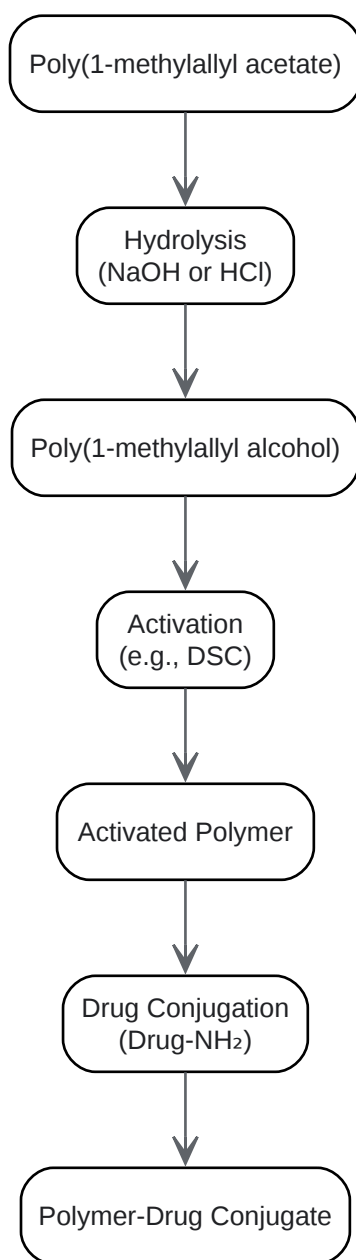 Poly(1-methylallyl acetate)
Hydrolysis
(NaOH or HCl)
Poly(1-methylallyl alcohol)
Activation
(e.g., DSC)
Activated Polymer
Drug Conjugation
(Drug-NH₂)
Polymer-Drug Conjugate